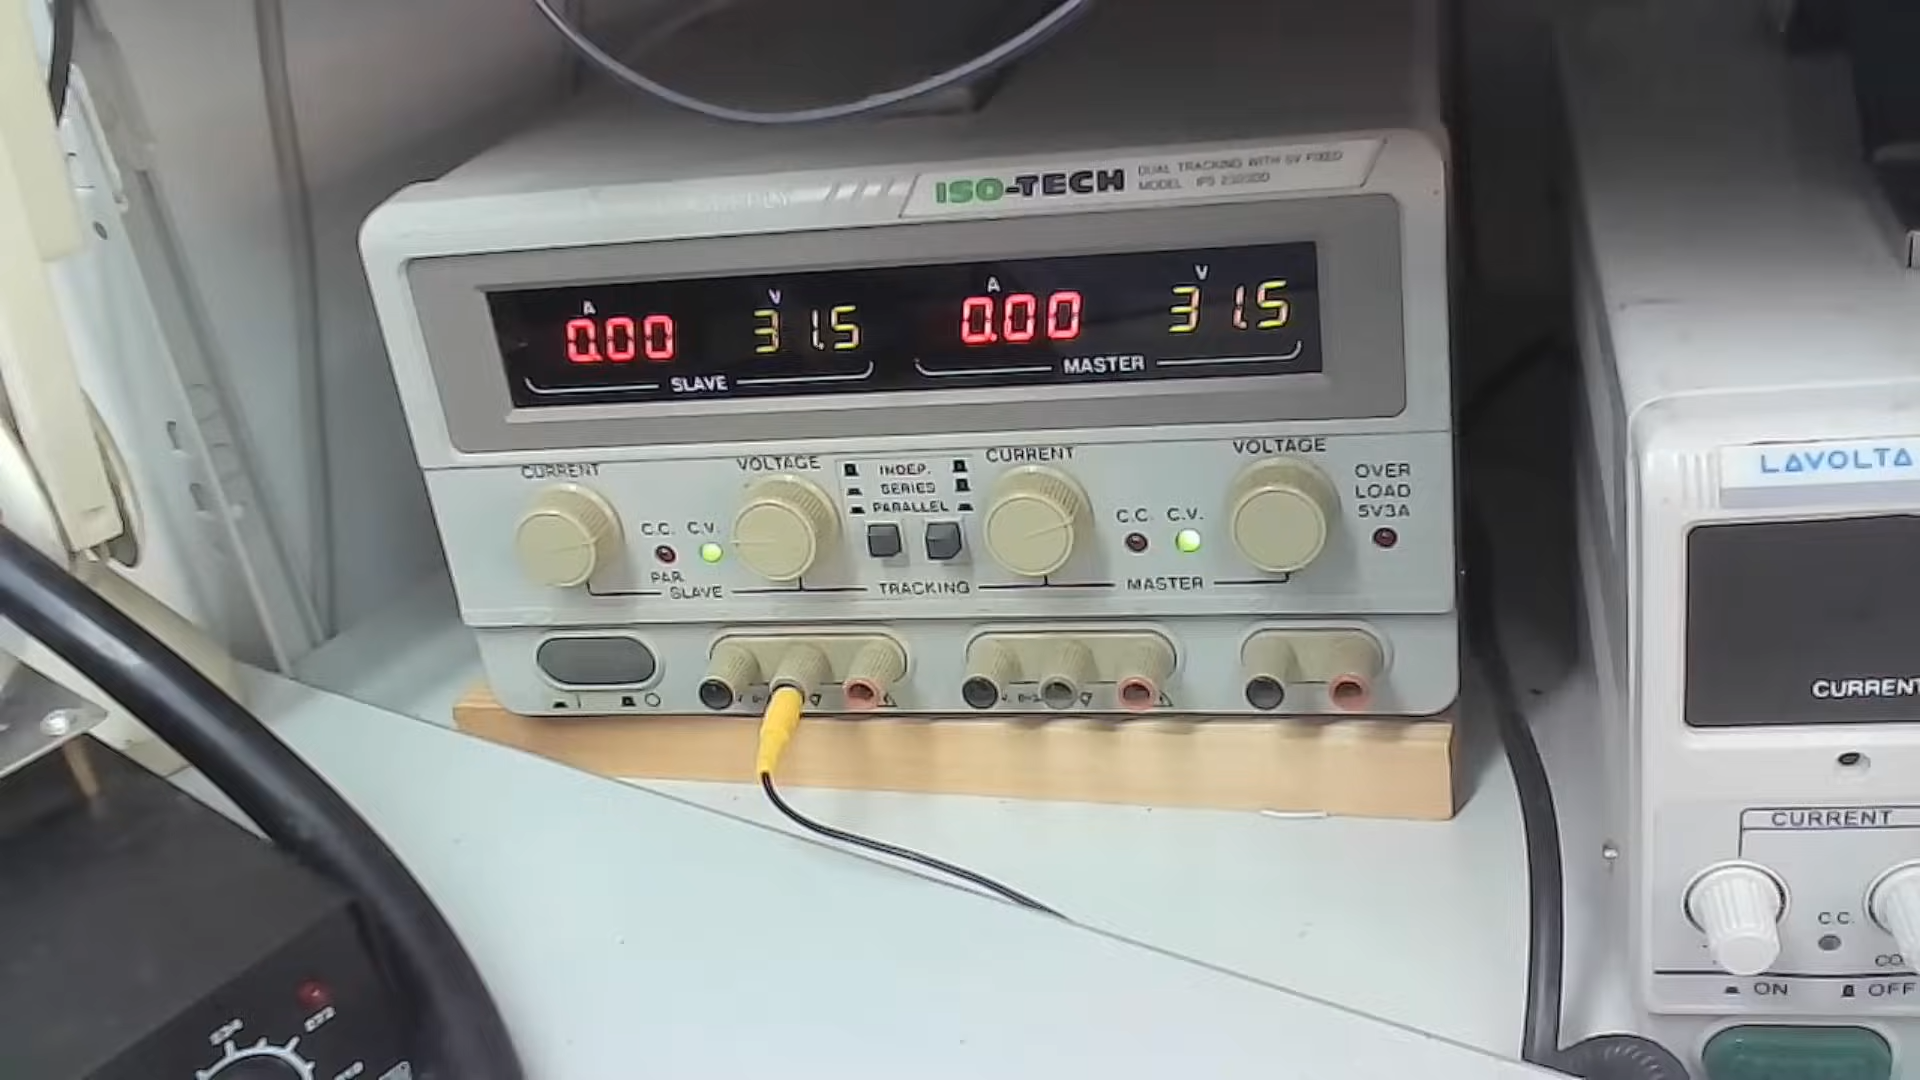 ISO-TECH
DUAL TRACKING WITH 5V FIXED
MODEL
A
V
A
V
0.00
31.5
0.00
31.5
SLAVE
MASTER
CURRENT
VOLTAGE
INDEP.
SERIES
PARALLEL
CURRENT
VOLTAGE
OVER
LOAD
5V3A
C.C.
C.V.
C.C.
C.V.
PAR.
SLAVE
TRACKING
MASTER
LAVOLTA
CURRENT
CURRENT
C.C.
ON
OFF